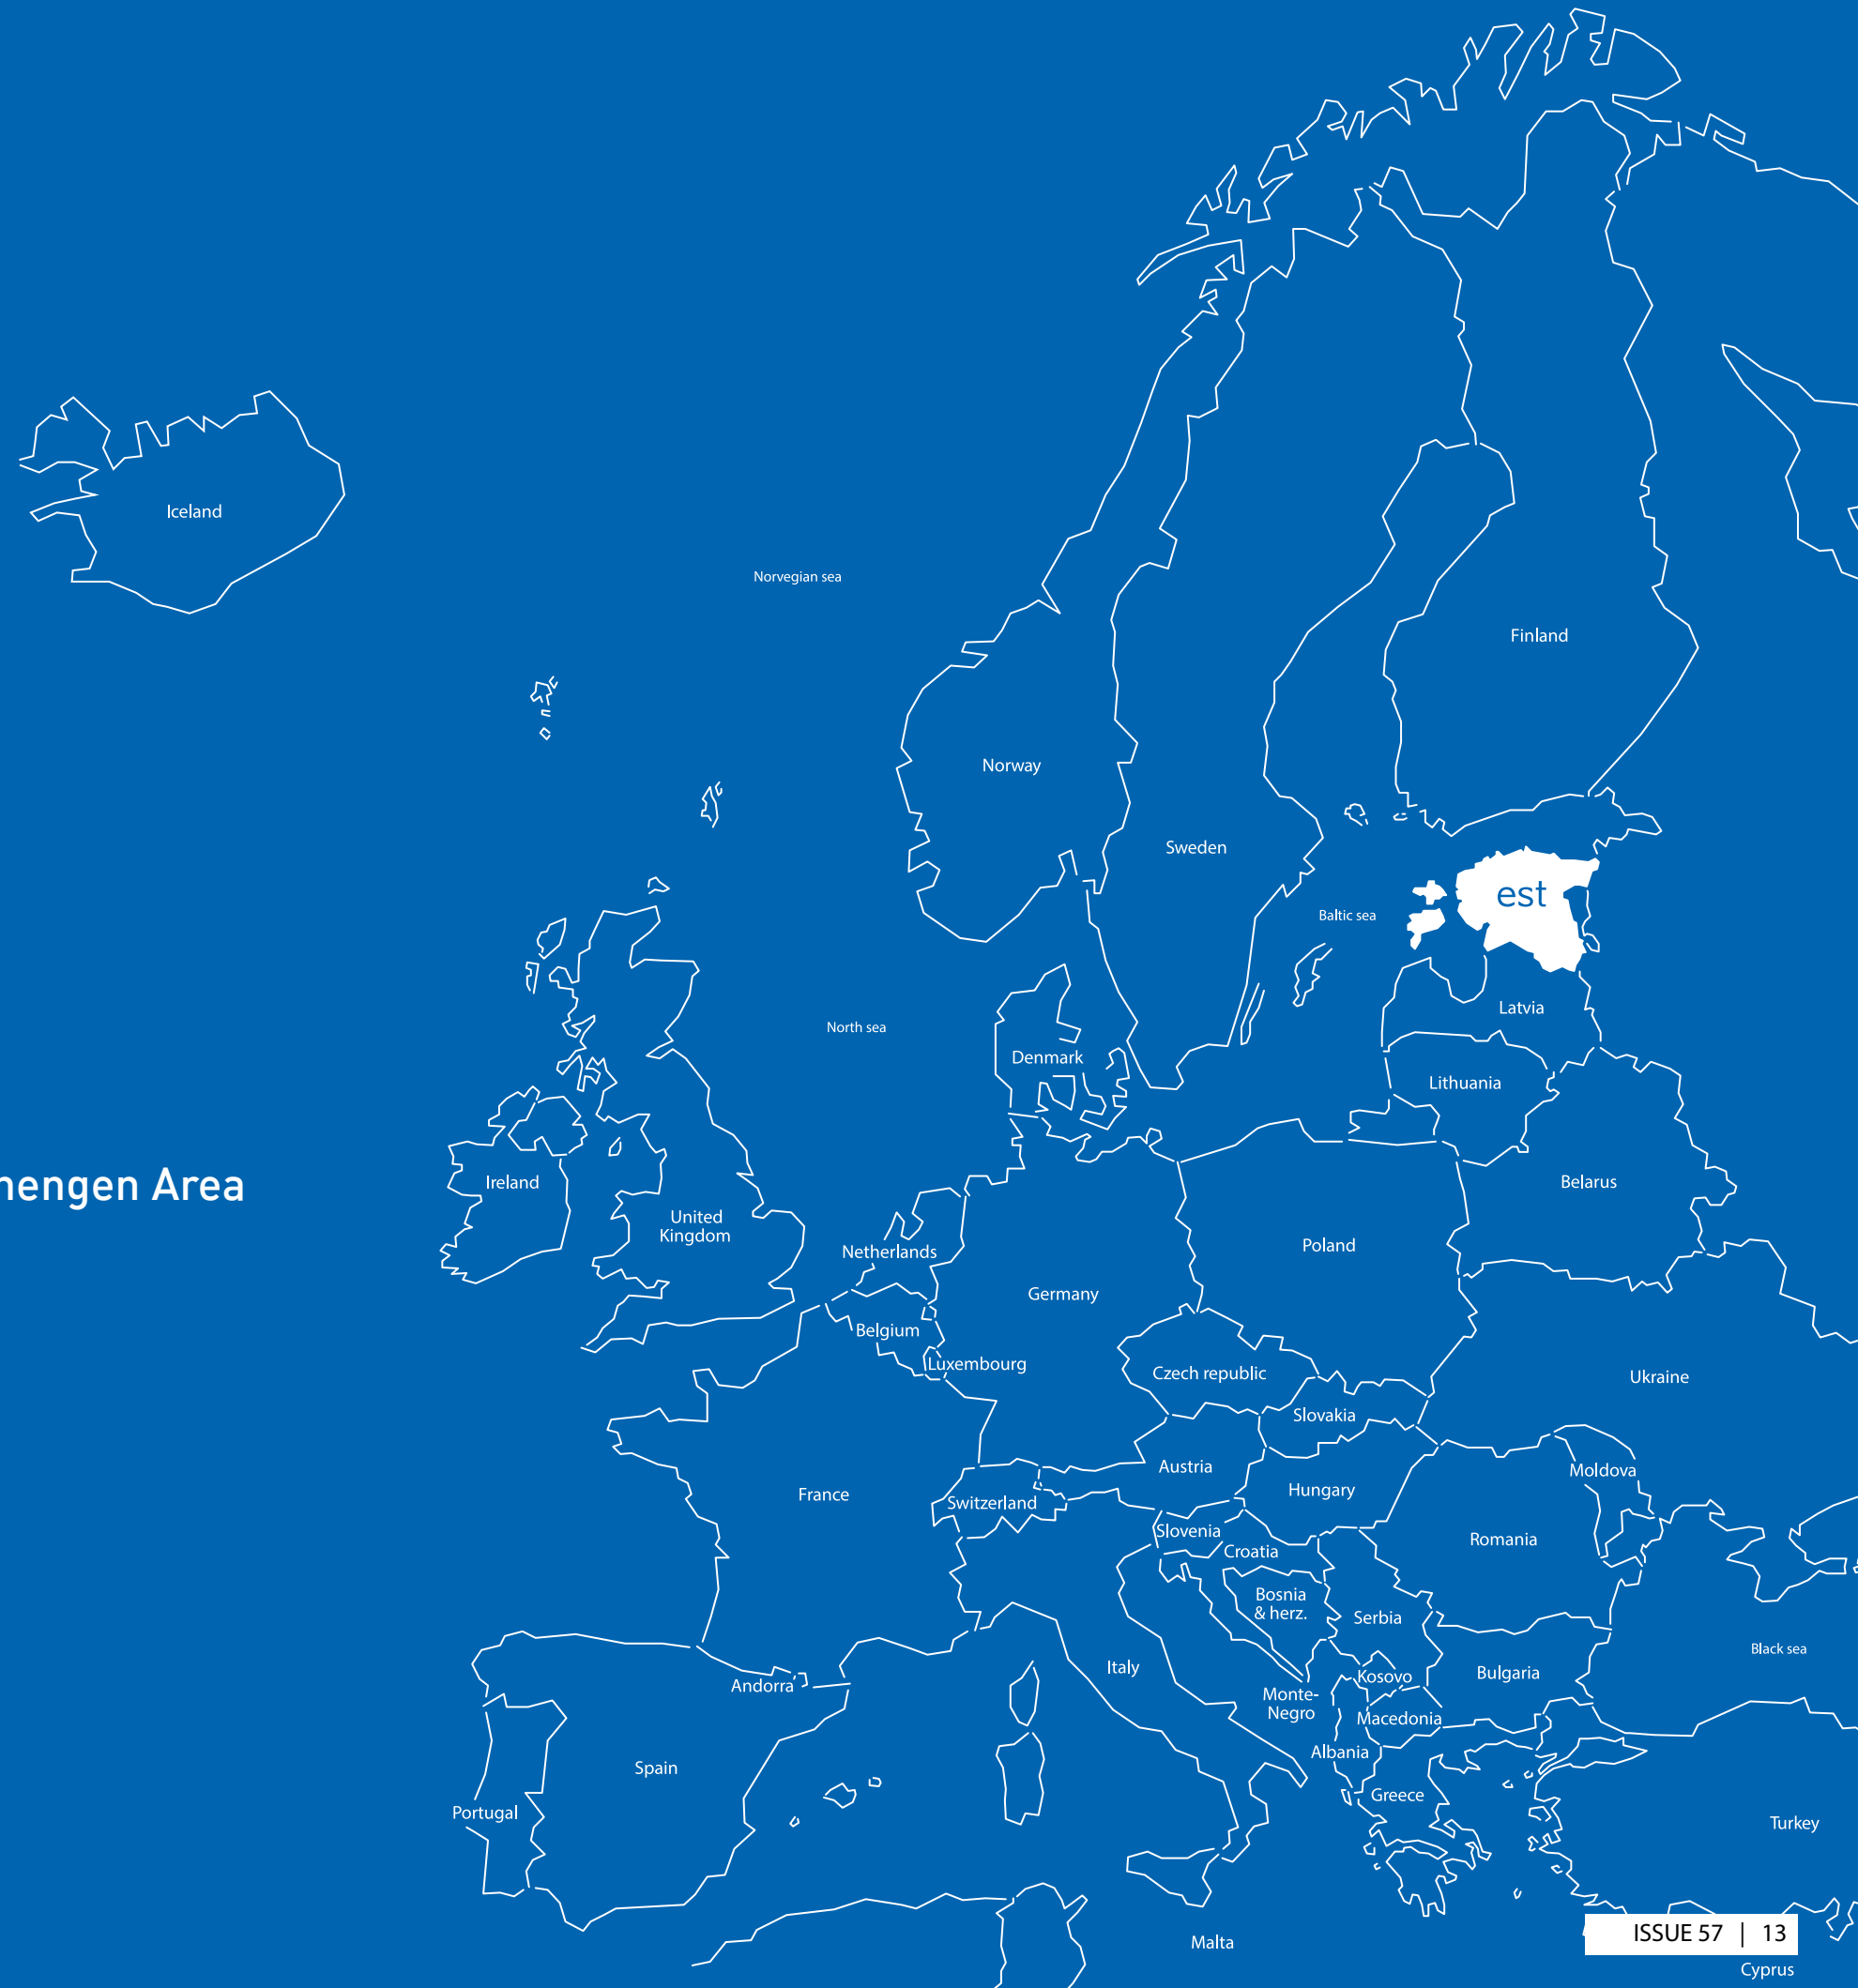 Iceland
Norvegian sea
Finland
Norway
Sweden
est
Baltic sea
Latvia
North sea
Denmark
Lithuania
hengen Area
Ireland
Belarus
United
Kingdom
Netherlands
Poland
Germany
Belgium
Luxembourg
Czech republic
Ukraine
Slovakia
Austria
Moldova
Hungary
France
Switzerland
Slovenia
Romania
Croatia
Bosnia
& herz.
Serbia
Black sea
Italy
Kosovo
Bulgaria
Andorra
Monte-
Negro
Macedonia
Albania
Spain
Greece
Portugal
Turkey
ISSUE 57 | 13
Malta
Cyprus